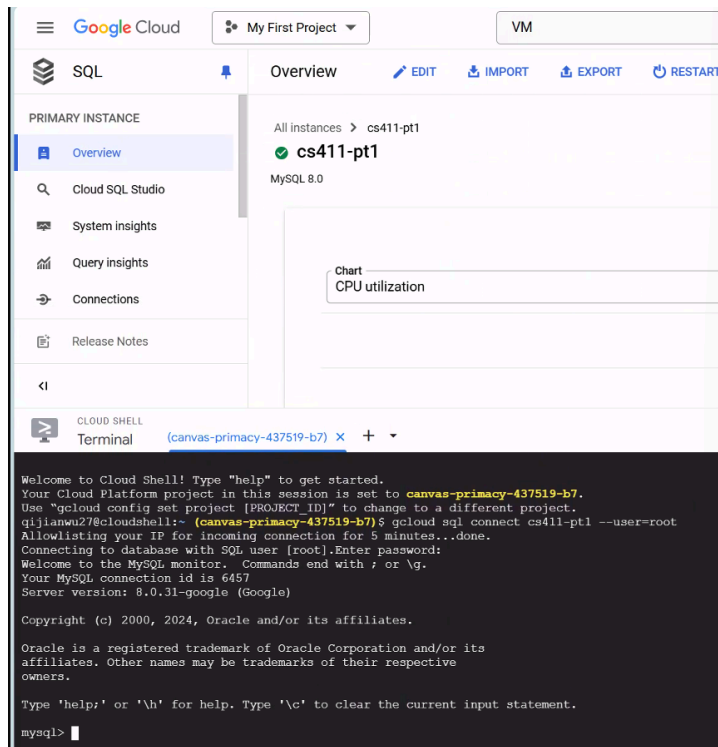 Google Cloud
My First Project
VM
SQL
Overview
EDIT
IMPORT
EXPORT
RESTART
PRIMARY INSTANCE
Overview
Cloud SQL Studio
System insights
Query insights
Connections
Release Notes
All instances > cs411-pt1
cs411-pt1
MySQL 8.0
Chart
CPU utilization
CLOUD SHELL
Terminal
(canvas-primacy-437519-b7) × +
Welcome to Cloud Shell! Type "help" to get started.
Your Cloud Platform project in this session is set to canvas-primacy-437519-b7.
Use “gcloud config set project [PROJECT_ID]” to change to a different project.
qijianwu27@cloudshell:~ (canvas-primacy-437519-b7)$ gcloud sql connect cs411-pt1 --user=root
Allowlisting your IP for incoming connection for 5 minutes...done.
Connecting to database with SQL user [root].Enter password:
Welcome to the MySQL monitor.  Commands end with ; or \g.
Your MySQL connection id is 6457
Server version: 8.0.31-google (Google)
Copyright (c) 2000, 2024, Oracle and/or its affiliates.
Oracle is a registered trademark of Oracle Corporation and/or its
affiliates. Other names may be trademarks of their respective
owners.
Type 'help;' or '\h' for help. Type '\c' to clear the current input statement.
mysql>